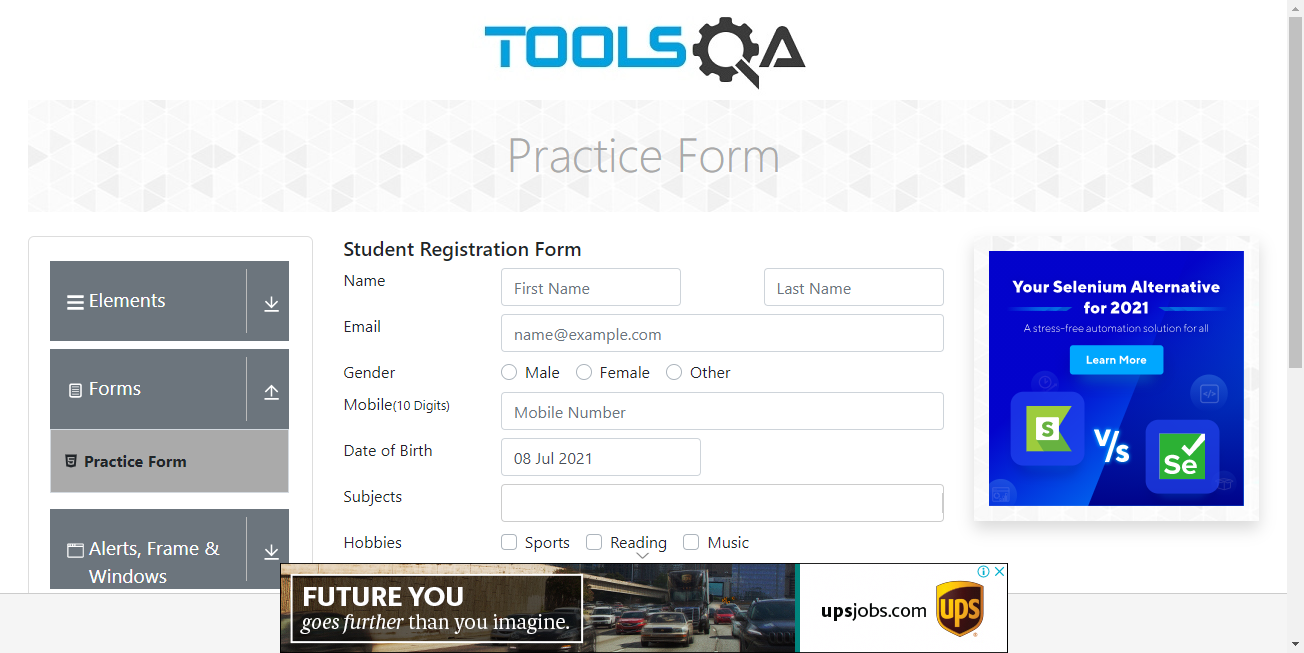 TOOLSQA
Practice Form
Elements
Forms
Practice Form
Alerts, Frame &
Windows
Student Registration Form
Name
First Name
Last Name
Email
name@example.com
Gender
Male
Female
Other
Mobile(10 Digits)
Mobile Number
Date of Birth
08 Jul 2021
Subjects
Hobbies
Sports
Reading
Music
Your Selenium Alternative
for 2021
A stress-free automation solution for all
Learn More
S
V/s
Se
FUTURE YOU
goes further than you imagine.
upsjobs.com
ups